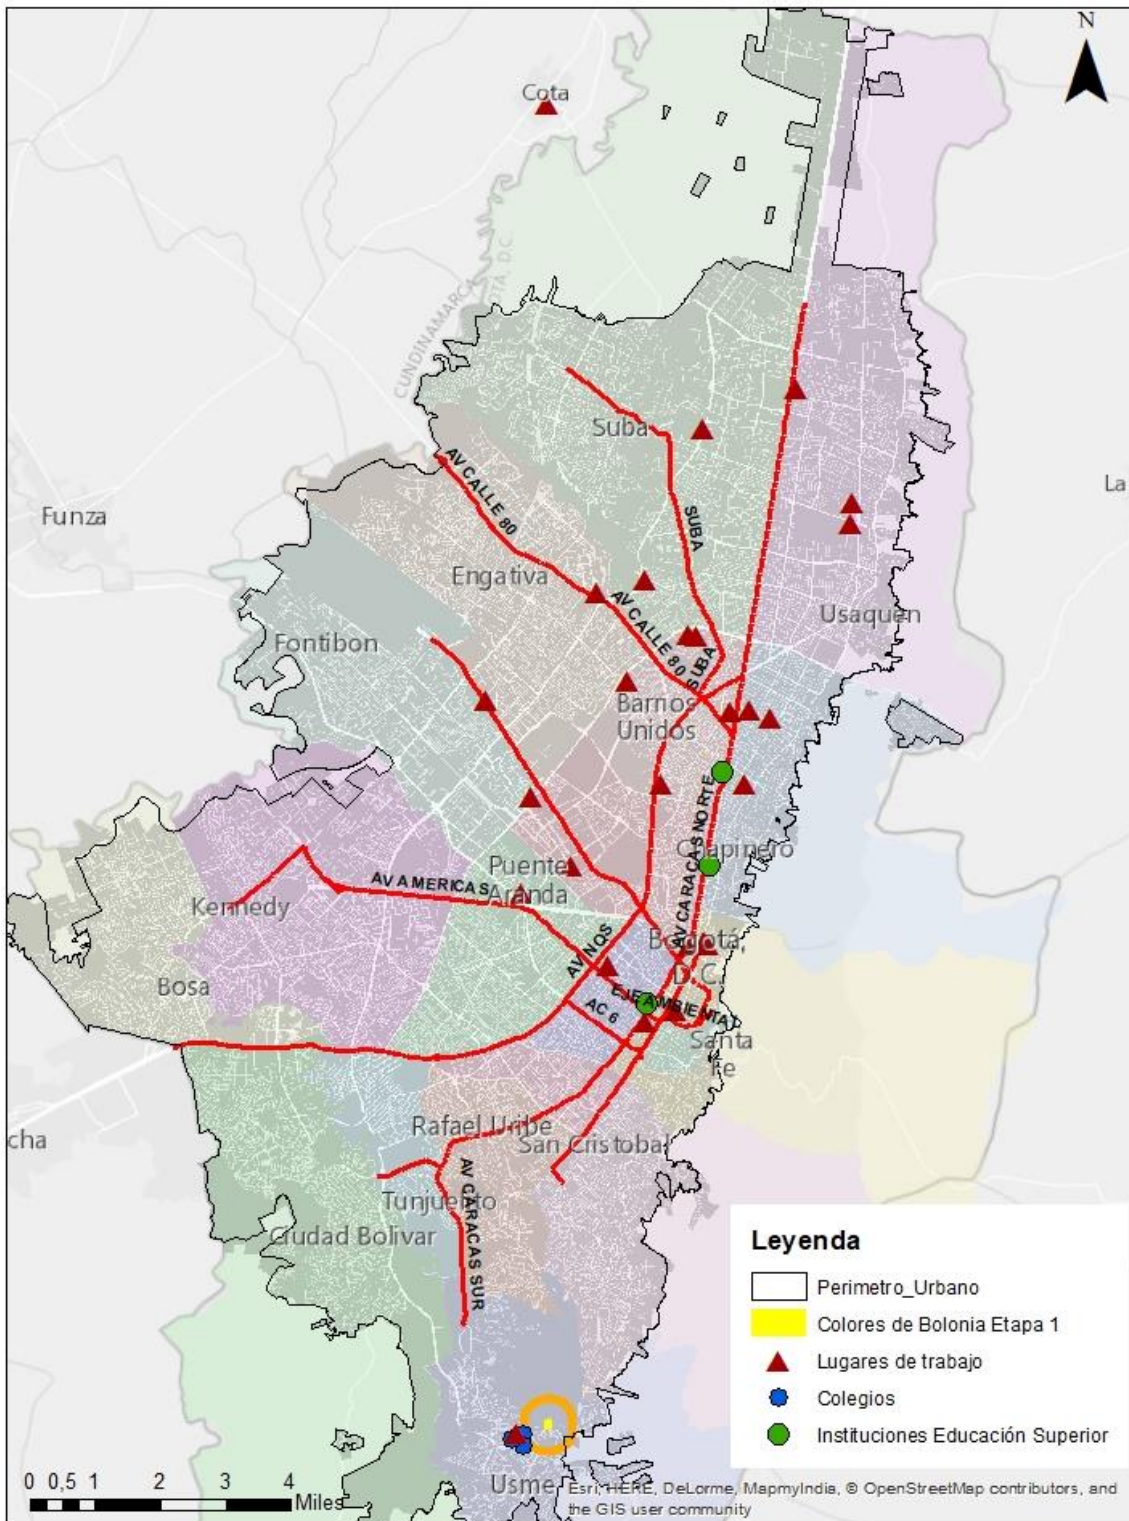 N
Cota
CUNDINAMARCA
TÁ, D.C.
Suba
AV CALLE 80
SUBA
La
Funza
Engativa
AV CALLE 80
Usaquen
Fontibon
SUBA
Barrios
Unidos
AV CARACAS NORTE
Chapinero
Puente
Aranda
AV AMERICAS
Kennedy
AV NQS
Bogotá,
D.C.
Bosa
EJE AMBIENTAL
AC 6
Santa
Fe
Rafael Uribe
San Cristobal
cha
AV CARACAS SUR
Tunjuelito
Ciudad Bolivar
Leyenda
Perimetro_Urbano
Colores de Bolonia Etapa 1
Lugares de trabajo
Colegios
Instituciones Educación Superior
Usme
0 0,5 1 2 3 4
Miles
Esri, HERE, DeLorme, MapmyIndia, © OpenStreetMap contributors, and
the GIS user community